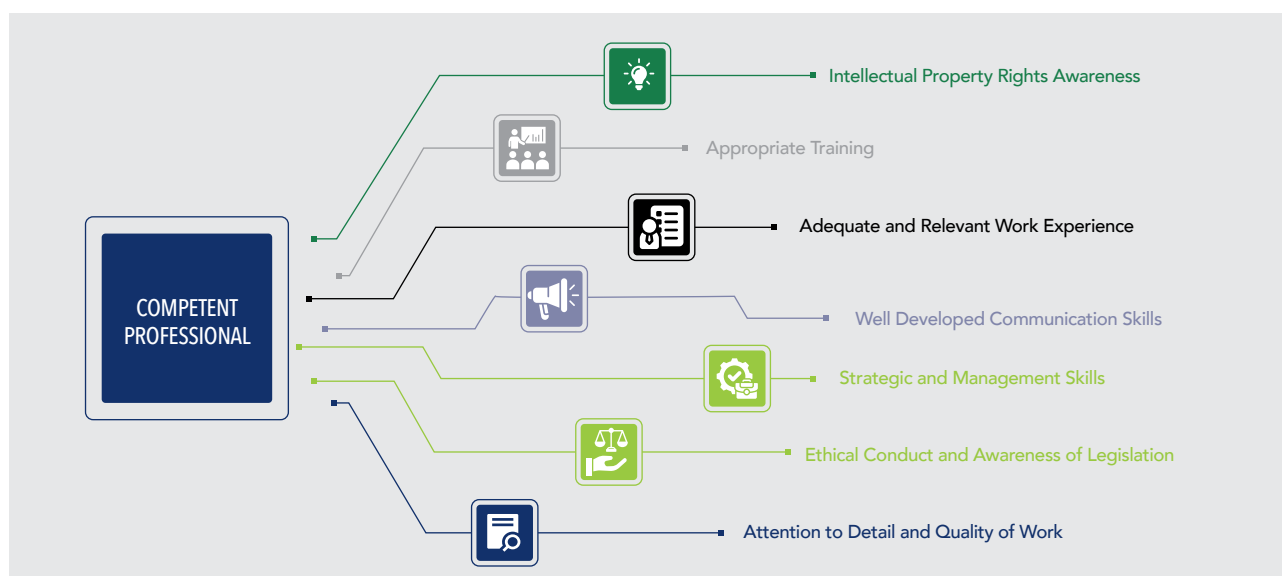 Intellectual Property Rights Awareness
Appropriate Training
Adequate and Relevant Work Experience
COMPETENT
PROFESSIONAL
Well Developed Communication Skills
Strategic and Management Skills
Ethical Conduct and Awareness of Legislation
Attention to Detail and Quality of Work